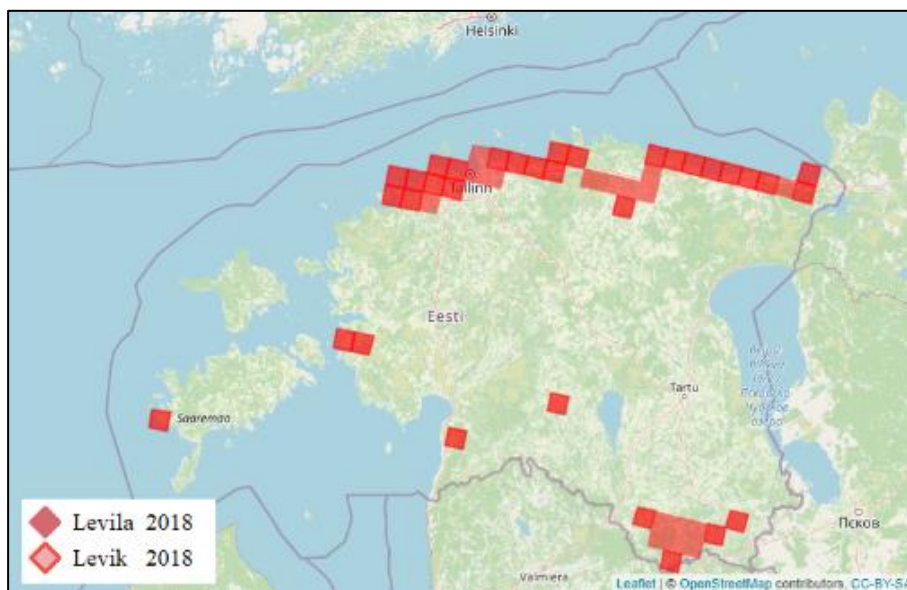 Helsinki
Tallinn
Eesti
Tartu
Saaremaa
Псков
Valmiera
Levila 2018
Levik 2018
Leaflet | © OpenStreetMap contributors, CC-BY-SA